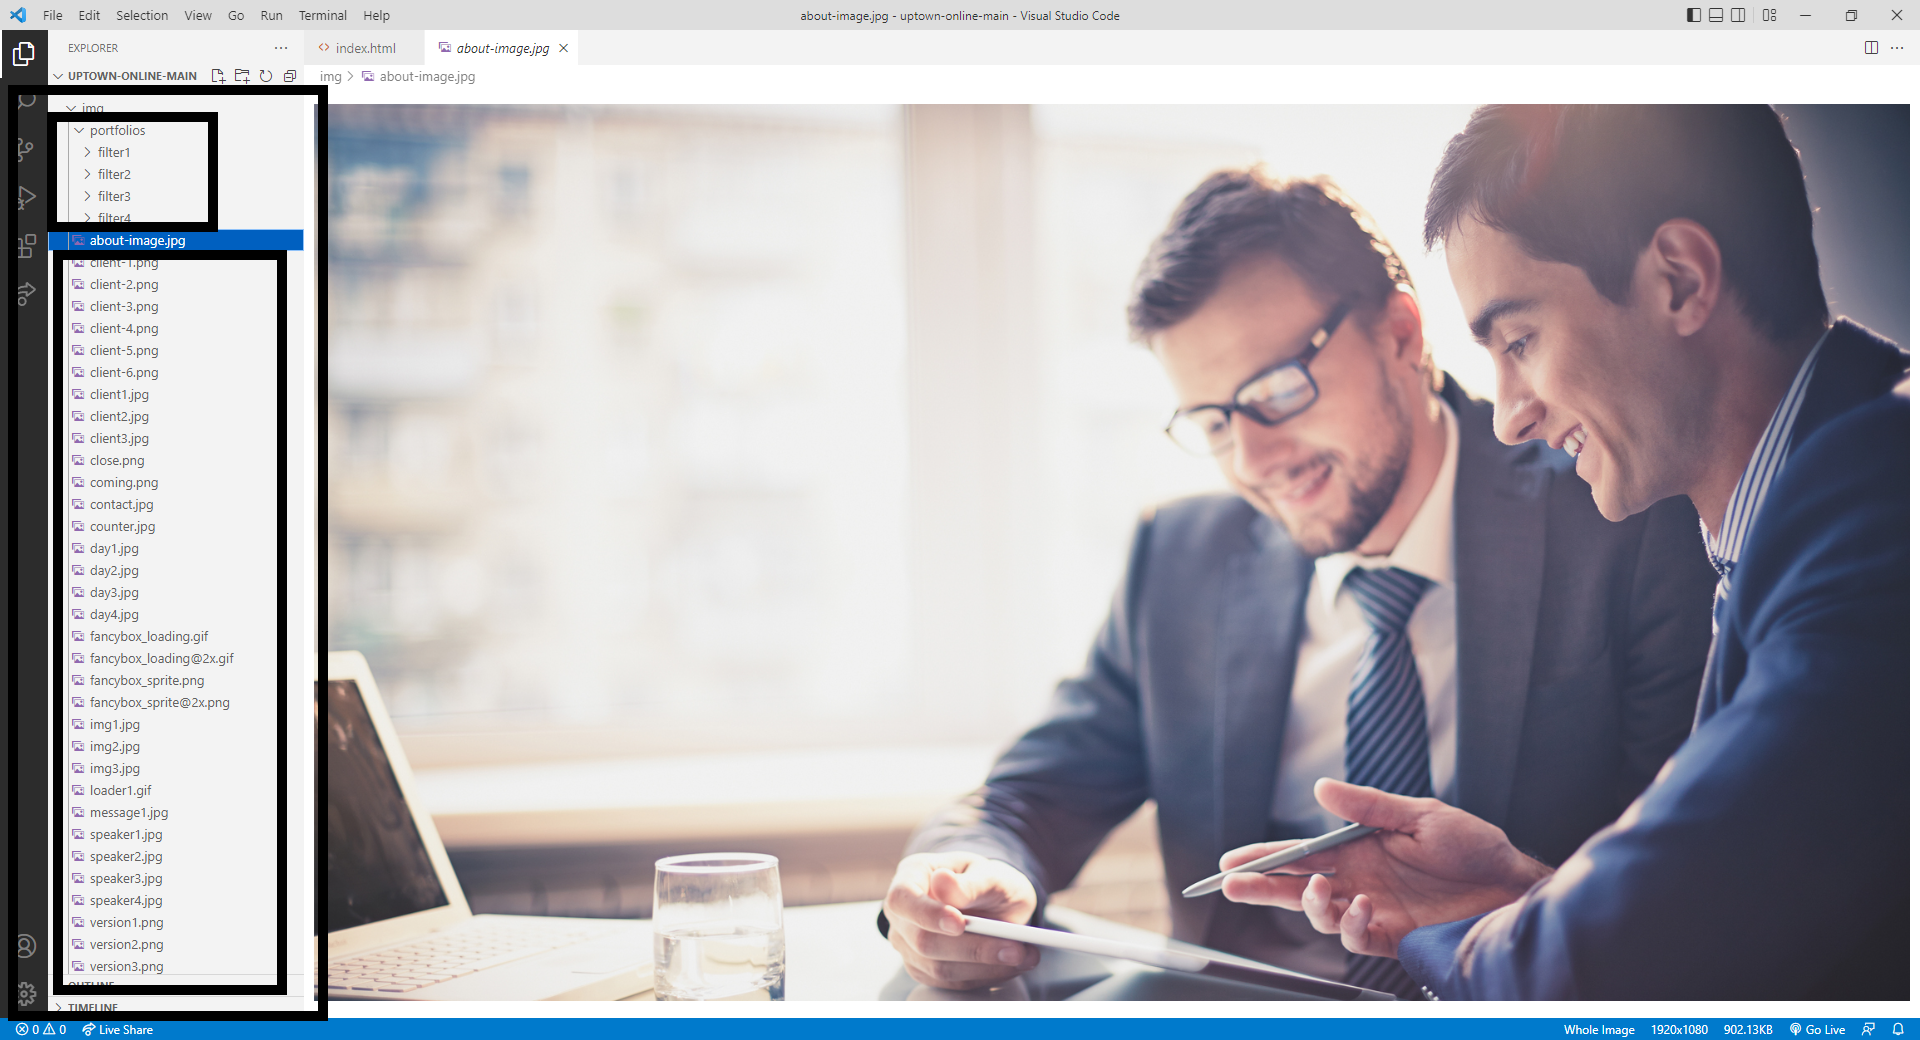 File Edit Selection View Go Run Terminal Help
about-image.jpg - uptown-online-main - Visual Studio Code
EXPLORER
UPTOWN-ONLINE-MAIN
img
portfolios
filter1
filter2
filter3
filter4
about-image.jpg
client-1.png
client-2.png
client-3.png
client-4.png
client-5.png
client-6.png
client1.jpg
client2.jpg
client3.jpg
close.png
coming.png
contact.jpg
counter.jpg
day1.jpg
day2.jpg
day3.jpg
day4.jpg
fancybox_loading.gif
fancybox_loading@2x.gif
fancybox_sprite.png
fancybox_sprite@2x.png
img1.jpg
img2.jpg
img3.jpg
loader1.gif
message1.jpg
speaker1.jpg
speaker2.jpg
speaker3.jpg
speaker4.jpg
version1.png
version2.png
version3.png
OUTLINE
TIMELINE
index.html
about-image.jpg
img > about-image.jpg
0 0 Live Share
Whole Image 1920x1080 902.13KB Go Live